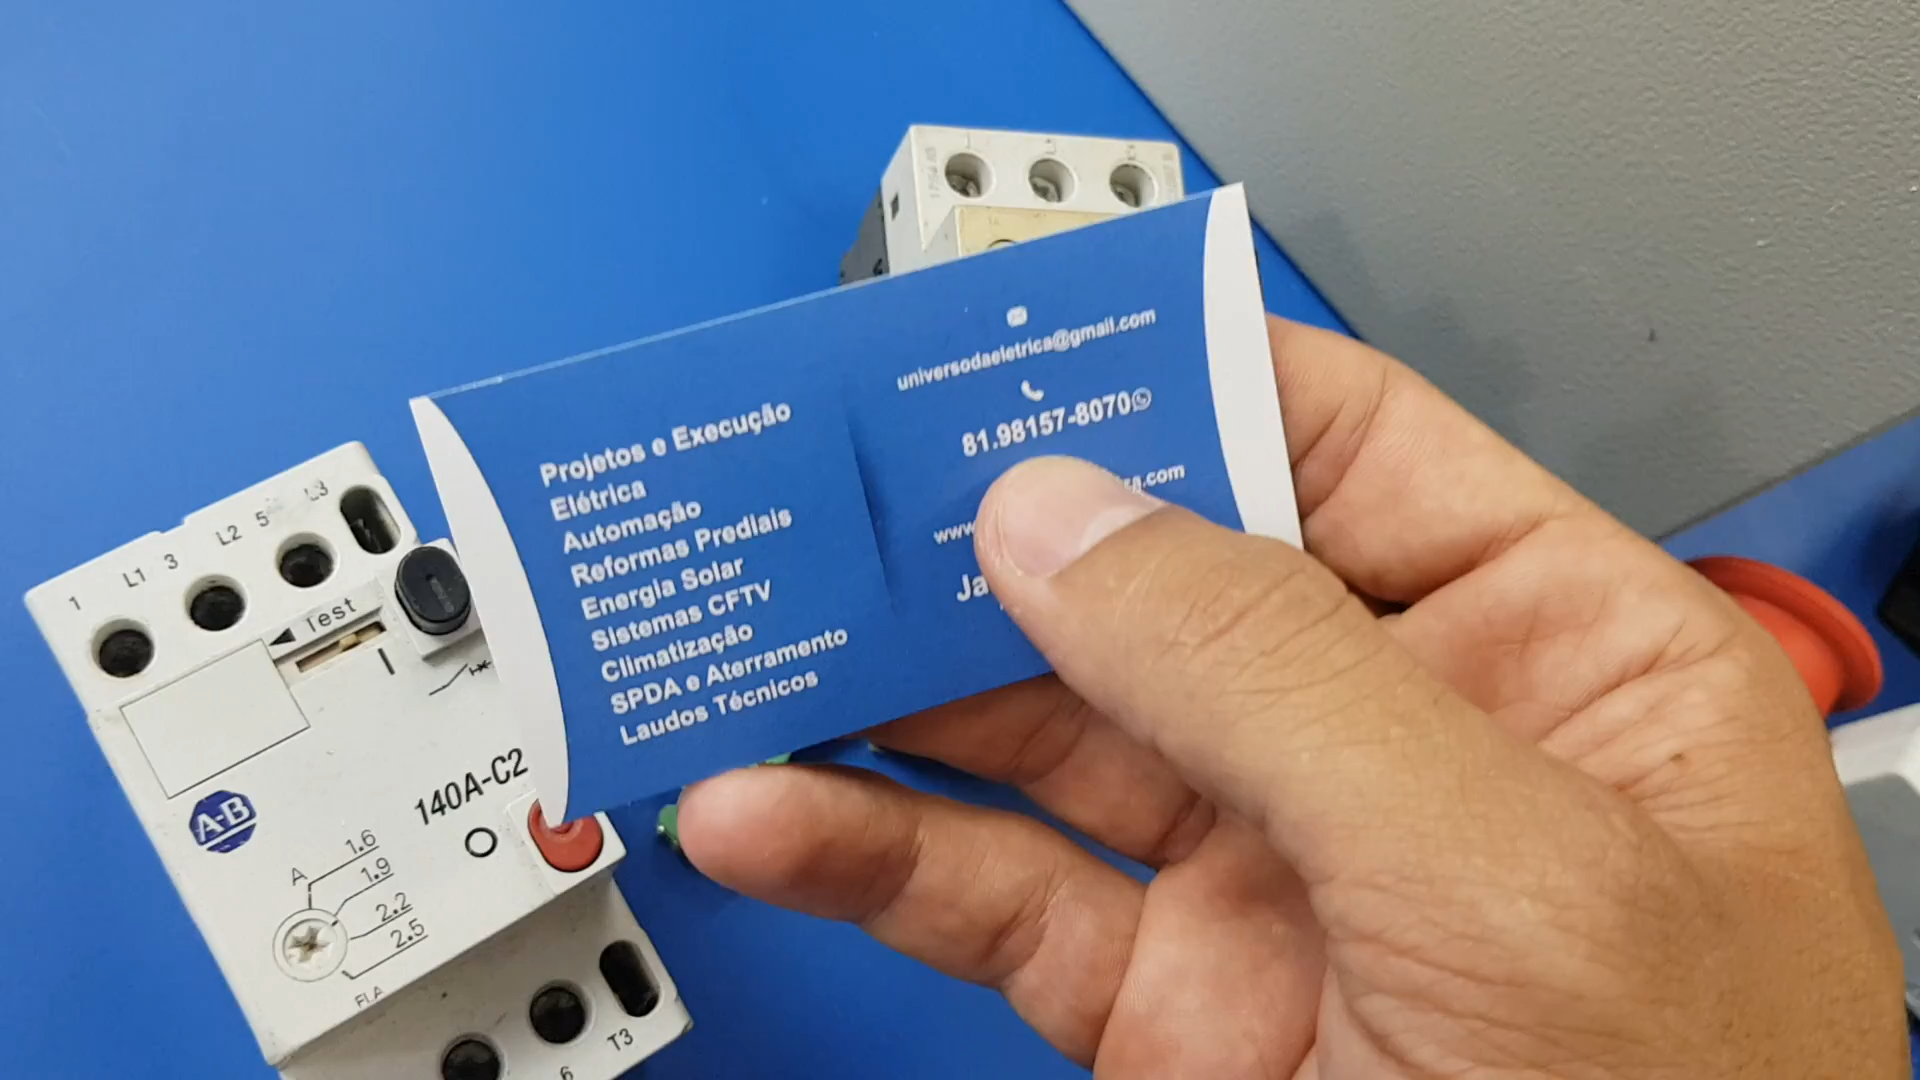 universodaeletrica@gmail.com
81.98157-8070
www
.com
Ja
Projetos e Execução
Elétrica
Automação
Reformas Prediais
Energia Solar
Sistemas CFTV
Climatização
SPDA e Aterramento
Laudos Técnicos
1 L1 3 L2 5 L3
Test
I
140A-C2
O
A-B
A
1.6
1.9
2.2
2.5
FLA
6 T3